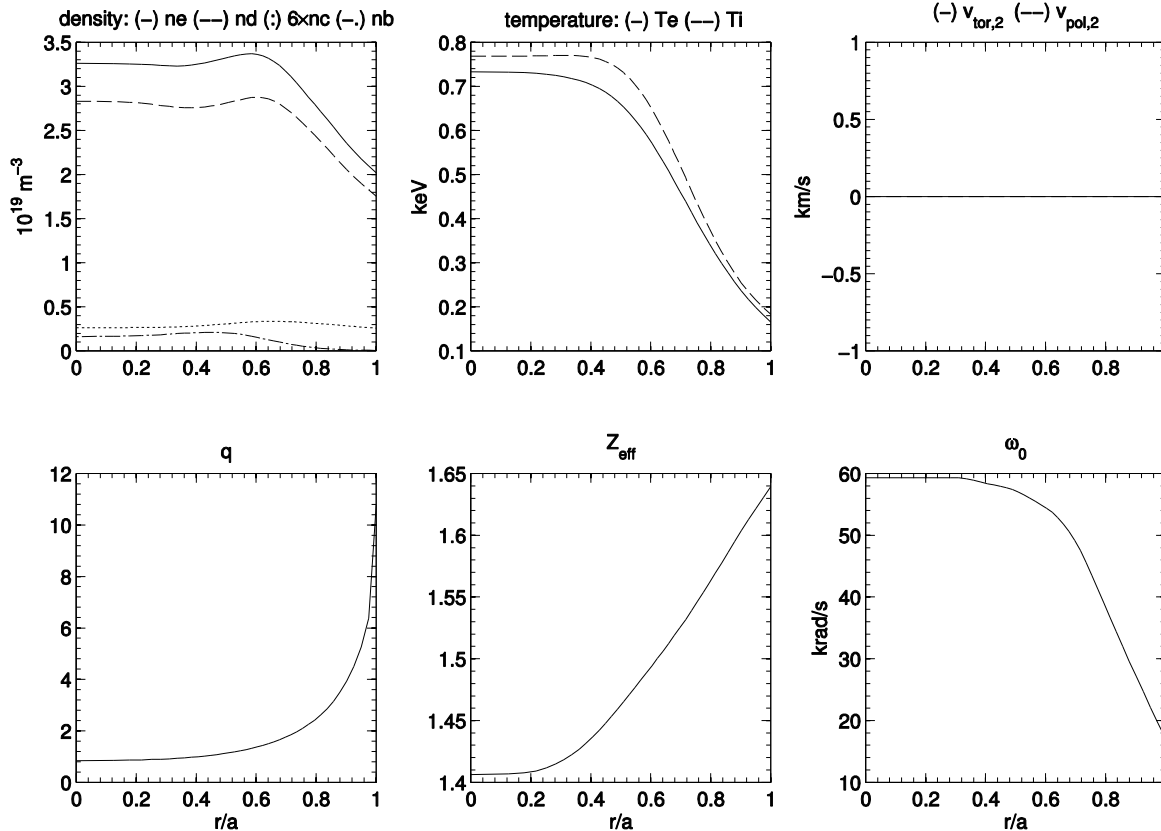 density: (-) ne (--) nd (:) 6×nc (-.) nb
3.5
3
2.5
2
1.5
1
0.5
0
10¹⁹ m⁻³
0 0.2 0.4 0.6 0.8 1
temperature: (-) Te (--) Ti
0.8
0.7
0.6
0.5
0.4
0.3
0.2
0.1
keV
0 0.2 0.4 0.6 0.8 1
(-) v_tor,2 (--) v_pol,2
1
0.5
0
-0.5
-1
km/s
0 0.2 0.4 0.6 0.8
q
12
10
8
6
4
2
0
0 0.2 0.4 0.6 0.8 1
r/a
Z_eff
1.65
1.6
1.55
1.5
1.45
1.4
0 0.2 0.4 0.6 0.8 1
r/a
ω₀
60
50
40
30
20
10
krad/s
0 0.2 0.4 0.6 0.8
r/a